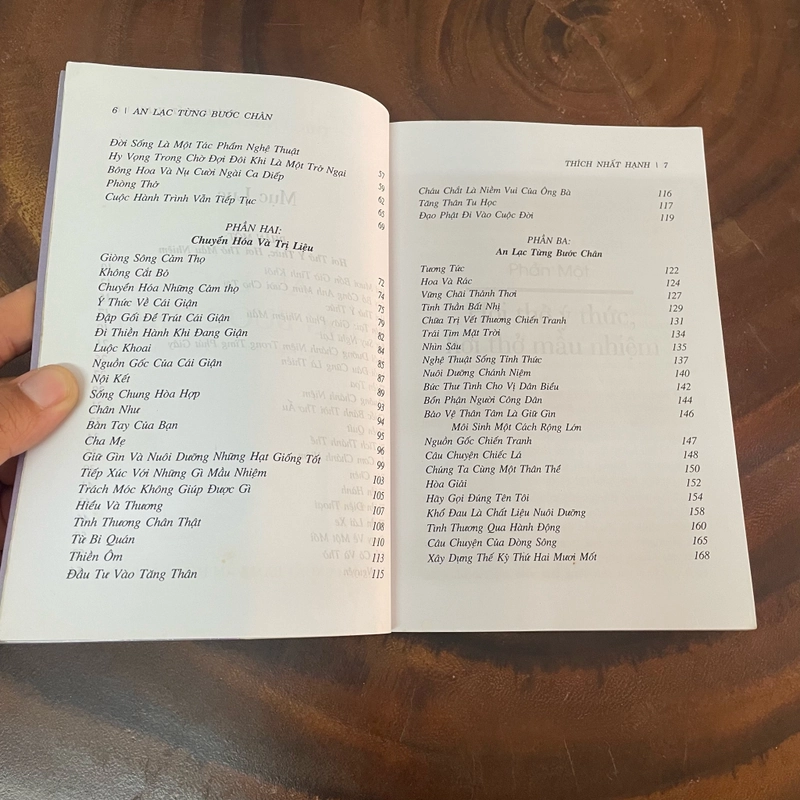 6 | AN LẠC TỪNG BƯỚC CHÂN
Đời Sống Là Một Tác Phẩm Nghệ Thuật 57
Hy Vọng Trong Chờ Đợi Đôi Khi Là Một Trở Ngại 59
Bông Hoa Và Nụ Cười Ngài Ca Diếp 62
Phòng Thở 65
Cuộc Hành Trình Vẫn Tiếp Tục 69
PHẦN HAI:
Chuyển Hóa Và Trị Liệu
Giòng Sông Cảm Thọ 72
Không Cắt Bỏ 74
Chuyển Hóa Những Cảm thọ 75
Ý Thức Về Cái Giận 79
Đập Gối Để Trút Cái Giận 82
Đi Thiền Hành Khi Đang Giận 84
Luộc Khoai 85
Nguồn Gốc Của Cái Giận 87
Nội Kết 89
Sống Chung Hòa Hợp 93
Chân Như 94
Bàn Tay Của Bạn
Cha Mẹ 96
Giữ Gìn Và Nuôi Dưỡng Những Hạt Giống Tốt 99
Tiếp Xúc Với Những Gì Mầu Nhiệm 103
Trách Móc Không Giúp Được Gì 105
Hiểu Và Thương 107
Tình Thương Chân Thật 108
Từ Bi Quán 110
Thiền Ôm 113
Đầu Tư Vào Tăng Thân 115
THÍCH NHẤT HẠNH | 7
Cháu Chắt Là Niềm Vui Của Ông Bà 116
Tăng Thân Tu Học 117
Đạo Phật Đi Vào Cuộc Đời 119
PHẦN BA:
An Lạc Từng Bước Chân
Tương Tức 122
Hoa Và Rác 124
Vững Chãi Thảnh Thơi 127
Tinh Thần Bất Nhị 129
Chữa Trị Vết Thương Chiến Tranh 131
Trái Tim Mặt Trời 134
Nhìn Sâu 135
Nghệ Thuật Sống Tỉnh Thức 137
Nuôi Dưỡng Chánh Niệm 140
Bức Thư Tình Cho Vị Dân Biểu 142
Bổn Phận Người Công Dân 144
Bảo Vệ Thân Tâm Là Giữ Gìn 146
Môi Sinh Một Cách Rộng Lớn
Nguồn Gốc Chiến Tranh 147
Câu Chuyện Chiếc Lá 148
Chúng Ta Cùng Một Thân Thể 150
Hòa Giải 152
Hãy Gọi Đúng Tên Tôi 154
Khổ Đau Là Chất Liệu Nuôi Dưỡng 158
Tình Thương Qua Hành Động 160
Câu Chuyện Của Dòng Sông 165
Xây Dựng Thế Kỷ Thứ Hai Mươi Mốt 168